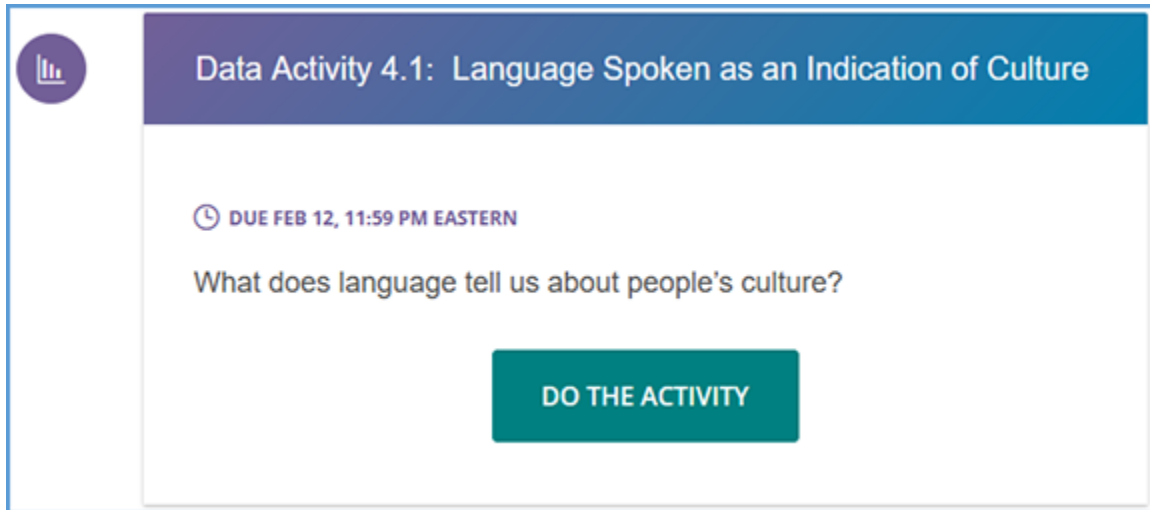 Data Activity 4.1: Language Spoken as an Indication of Culture
DUE FEB 12, 11:59 PM EASTERN
What does language tell us about people’s culture?
DO THE ACTIVITY